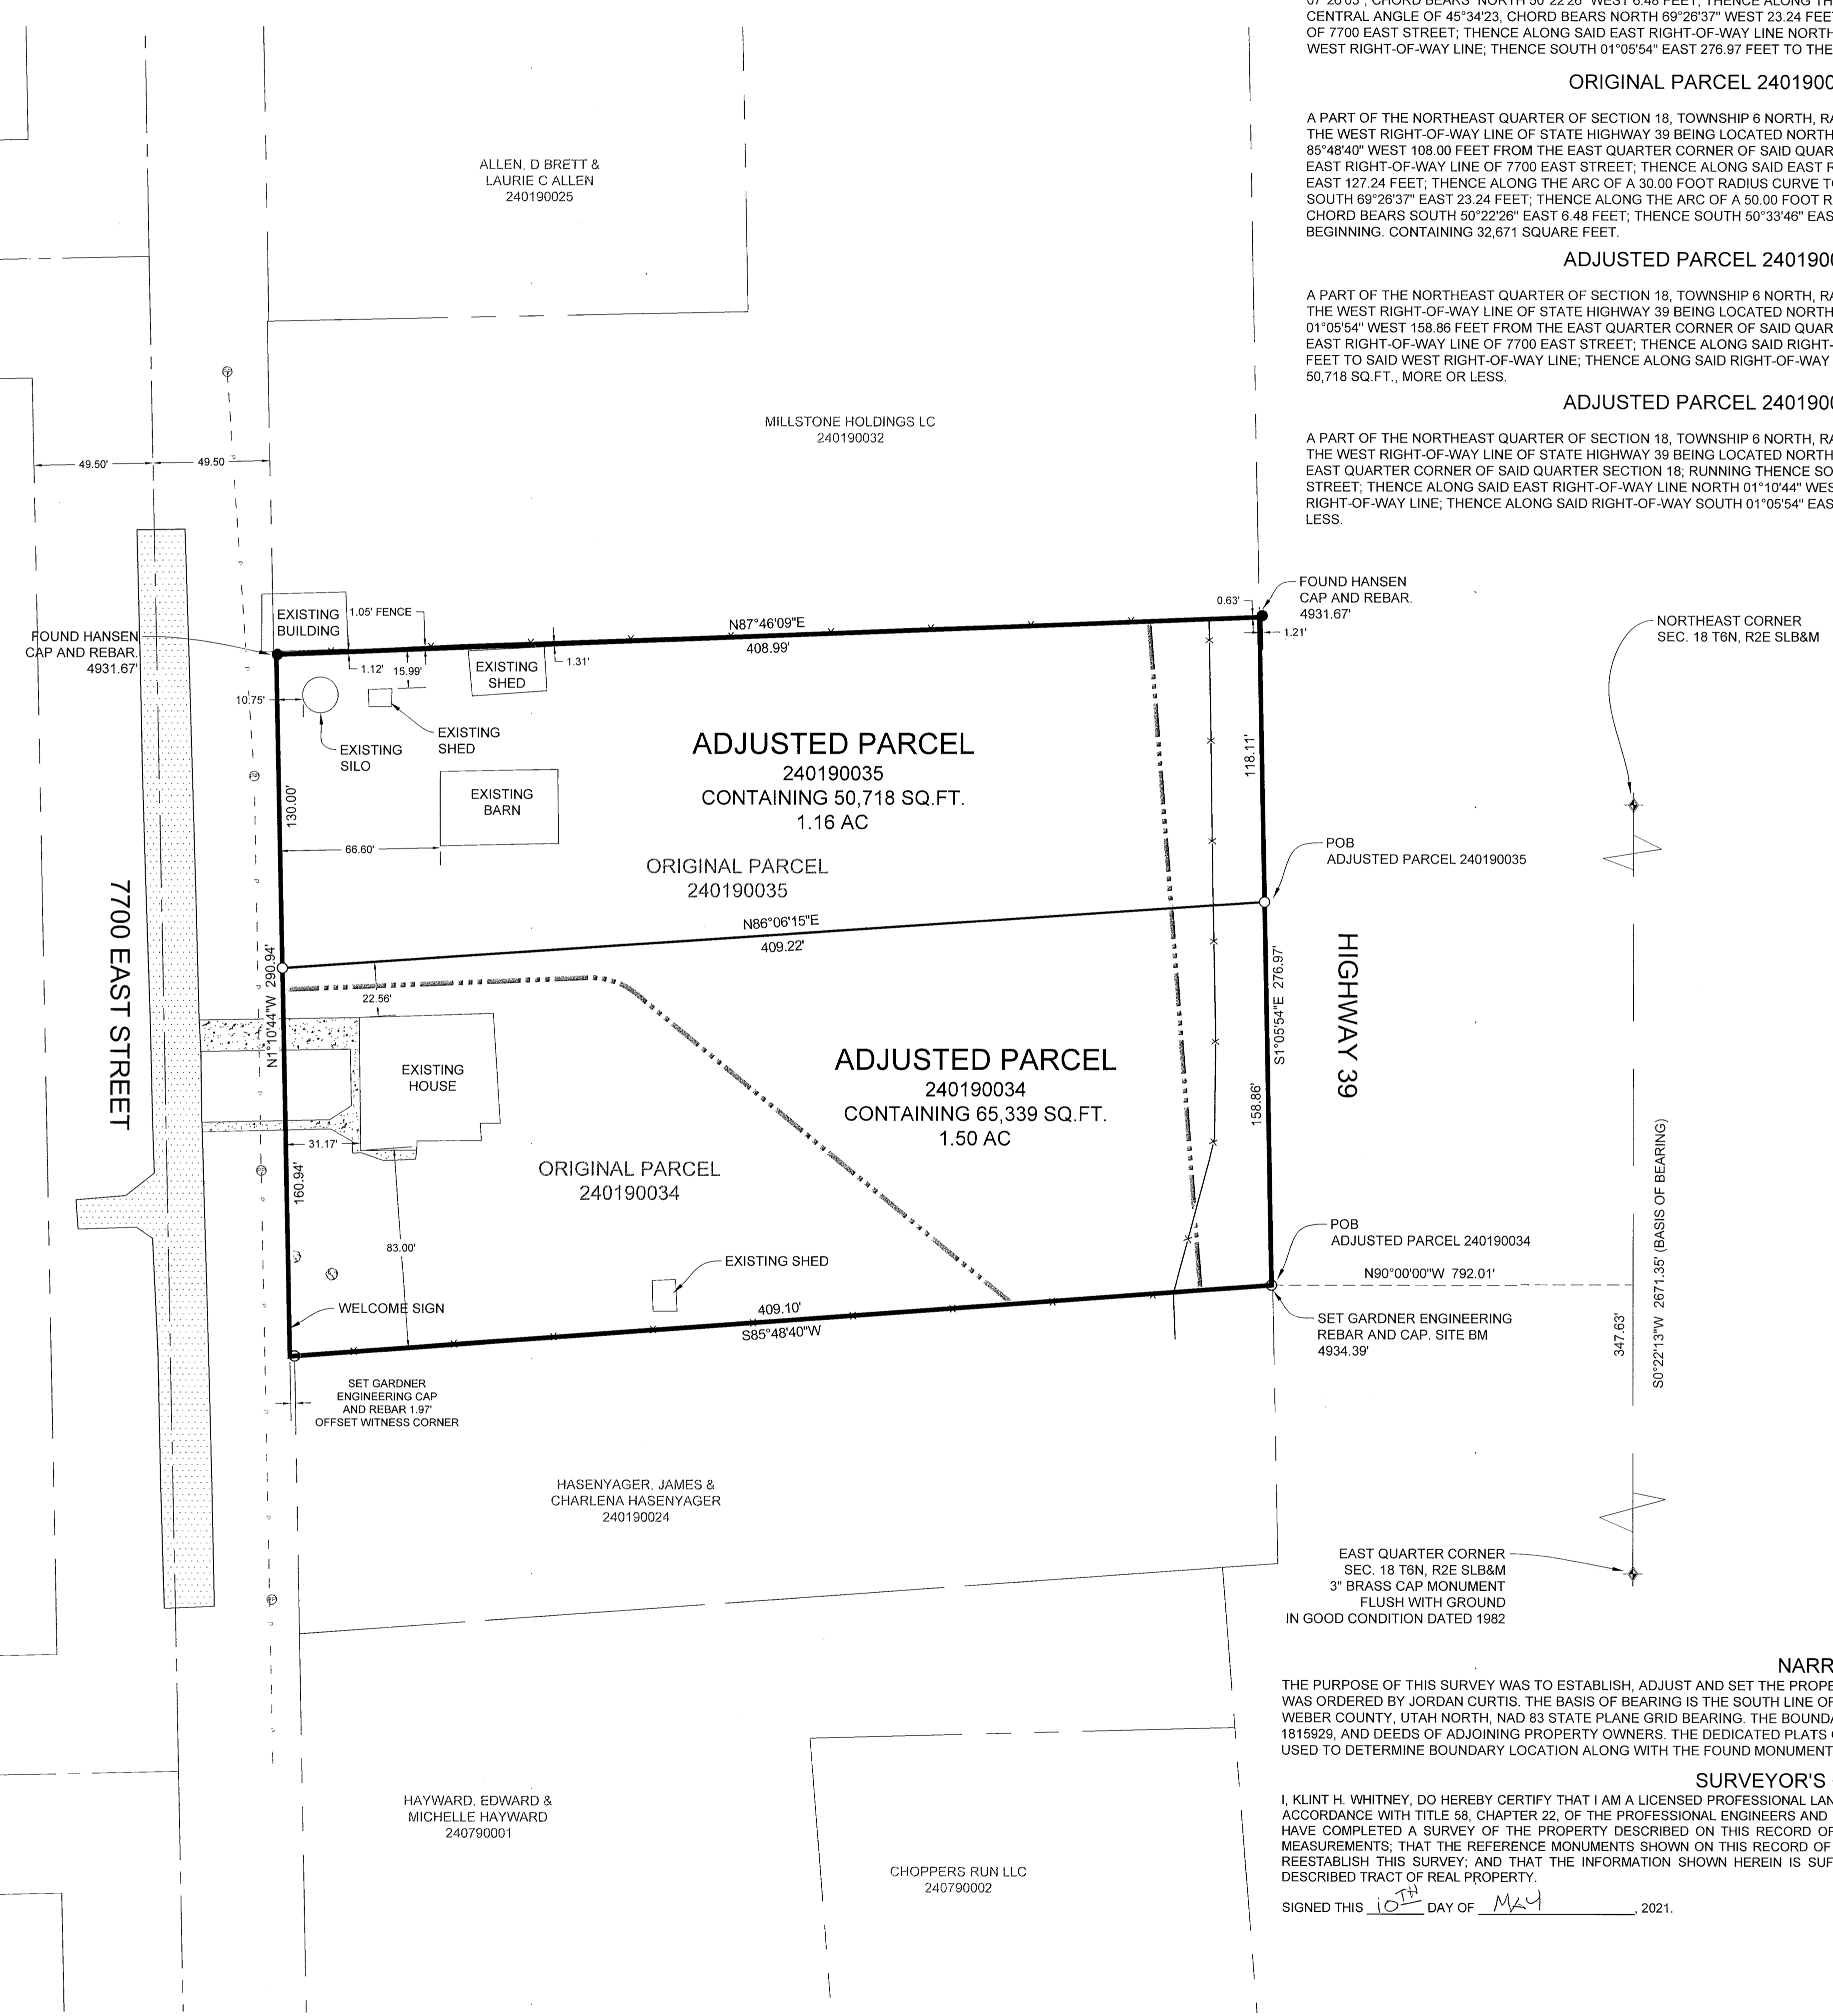 CENTRAL ANGLE OF 45°34'23, CHORD BEARS NORTH 69°26'37" WEST 23.24 FEE
OF 7700 EAST STREET; THENCE ALONG SAID EAST RIGHT-OF-WAY LINE NORTH
WEST RIGHT-OF-WAY LINE; THENCE SOUTH 01°05'54" EAST 276.97 FEET TO THE
ORIGINAL PARCEL 2401900
A PART OF THE NORTHEAST QUARTER OF SECTION 18, TOWNSHIP 6 NORTH, RA
THE WEST RIGHT-OF-WAY LINE OF STATE HIGHWAY 39 BEING LOCATED NORTH
85°48'40" WEST 108.00 FEET FROM THE EAST QUARTER CORNER OF SAID QUAR
EAST RIGHT-OF-WAY LINE OF 7700 EAST STREET; THENCE ALONG SAID EAST R
EAST 127.24 FEET; THENCE ALONG THE ARC OF A 30.00 FOOT RADIUS CURVE TO
SOUTH 69°26'37" EAST 23.24 FEET; THENCE ALONG THE ARC OF A 50.00 FOOT R
CHORD BEARS SOUTH 50°22'26" EAST 6.48 FEET; THENCE SOUTH 50°33'46" EAS
BEGINNING. CONTAINING 32,671 SQUARE FEET.
ADJUSTED PARCEL 2401900
A PART OF THE NORTHEAST QUARTER OF SECTION 18, TOWNSHIP 6 NORTH, RA
THE WEST RIGHT-OF-WAY LINE OF STATE HIGHWAY 39 BEING LOCATED NORTH
01°05'54" WEST 158.86 FEET FROM THE EAST QUARTER CORNER OF SAID QUAR
EAST RIGHT-OF-WAY LINE OF 7700 EAST STREET; THENCE ALONG SAID RIGHT-
FEET TO SAID WEST RIGHT-OF-WAY LINE; THENCE ALONG SAID RIGHT-OF-WAY
50,718 SQ.FT., MORE OR LESS.
ADJUSTED PARCEL 2401900
A PART OF THE NORTHEAST QUARTER OF SECTION 18, TOWNSHIP 6 NORTH, RA
THE WEST RIGHT-OF-WAY LINE OF STATE HIGHWAY 39 BEING LOCATED NORTH
EAST QUARTER CORNER OF SAID QUARTER SECTION 18; RUNNING THENCE SO
STREET; THENCE ALONG SAID EAST RIGHT-OF-WAY LINE NORTH 01°10'44" WES
RIGHT-OF-WAY LINE; THENCE ALONG SAID RIGHT-OF-WAY SOUTH 01°05'54" EAS
LESS.
ALLEN, D BRETT &
LAURIE C ALLEN
240190025
MILLSTONE HOLDINGS LC
240190032
49.50'
49.50
FOUND HANSEN
CAP AND REBAR.
4931.67'
EXISTING
BUILDING
1.05' FENCE
N87°46'09"E
408.99'
0.63'
1.21'
FOUND HANSEN
CAP AND REBAR.
4931.67'
NORTHEAST CORNER
SEC. 18 T6N, R2E SLB&M
1.12'
15.99'
1.31'
EXISTING
SHED
10.75'
EXISTING
SILO
EXISTING
SHED
130.00'
EXISTING
BARN
66.60'
ADJUSTED PARCEL
240190035
CONTAINING 50,718 SQ.FT.
1.16 AC
118.11'
ORIGINAL PARCEL
240190035
POB
ADJUSTED PARCEL 240190035
N86°06'15"E
409.22'
7700 EAST STREET
N1°10'44"W 290.94'
22.56'
EXISTING
HOUSE
31.17'
ADJUSTED PARCEL
240190034
CONTAINING 65,339 SQ.FT.
1.50 AC
S1°05'54"E 276.97'
HIGHWAY 39
158.86'
ORIGINAL PARCEL
240190034
160.94'
83.00'
EXISTING SHED
WELCOME SIGN
409.10'
S85°48'40"W
POB
ADJUSTED PARCEL 240190034
N90°00'00"W 792.01'
SET GARDNER ENGINEERING
REBAR AND CAP. SITE BM
4934.39'
347.63'
S0°22'13"W 2671.35' (BASIS OF BEARING)
SET GARDNER
ENGINEERING CAP
AND REBAR 1.97'
OFFSET WITNESS CORNER
HASENYAGER, JAMES &
CHARLENA HASENYAGER
240190024
EAST QUARTER CORNER
SEC. 18 T6N, R2E SLB&M
3" BRASS CAP MONUMENT
FLUSH WITH GROUND
IN GOOD CONDITION DATED 1982
HAYWARD, EDWARD &
MICHELLE HAYWARD
240790001
CHOPPERS RUN LLC
240790002
NARR
THE PURPOSE OF THIS SURVEY WAS TO ESTABLISH, ADJUST AND SET THE PROPE
WAS ORDERED BY JORDAN CURTIS. THE BASIS OF BEARING IS THE SOUTH LINE OF
WEBER COUNTY, UTAH NORTH, NAD 83 STATE PLANE GRID BEARING. THE BOUNDA
1815929, AND DEEDS OF ADJOINING PROPERTY OWNERS. THE DEDICATED PLATS
USED TO DETERMINE BOUNDARY LOCATION ALONG WITH THE FOUND MONUMENT
SURVEYOR'S
I, KLINT H. WHITNEY, DO HEREBY CERTIFY THAT I AM A LICENSED PROFESSIONAL LAN
ACCORDANCE WITH TITLE 58, CHAPTER 22, OF THE PROFESSIONAL ENGINEERS AND
HAVE COMPLETED A SURVEY OF THE PROPERTY DESCRIBED ON THIS RECORD OF
MEASUREMENTS; THAT THE REFERENCE MONUMENTS SHOWN ON THIS RECORD OF
REESTABLISH THIS SURVEY; AND THAT THE INFORMATION SHOWN HEREIN IS SUF
DESCRIBED TRACT OF REAL PROPERTY.
SIGNED THIS 10TH DAY OF MAY, 2021.